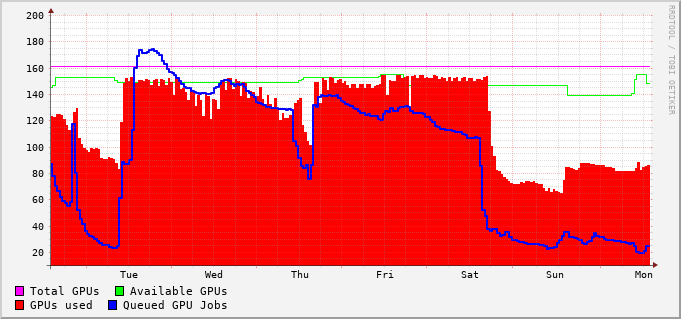 200
180
160
140
120
100
80
60
40
20
Tue Wed Thu Fri Sat Sun Mon
Total GPUs Available GPUs
GPUs used Queued GPU Jobs
RRDTOOL / TOBI OETIKER